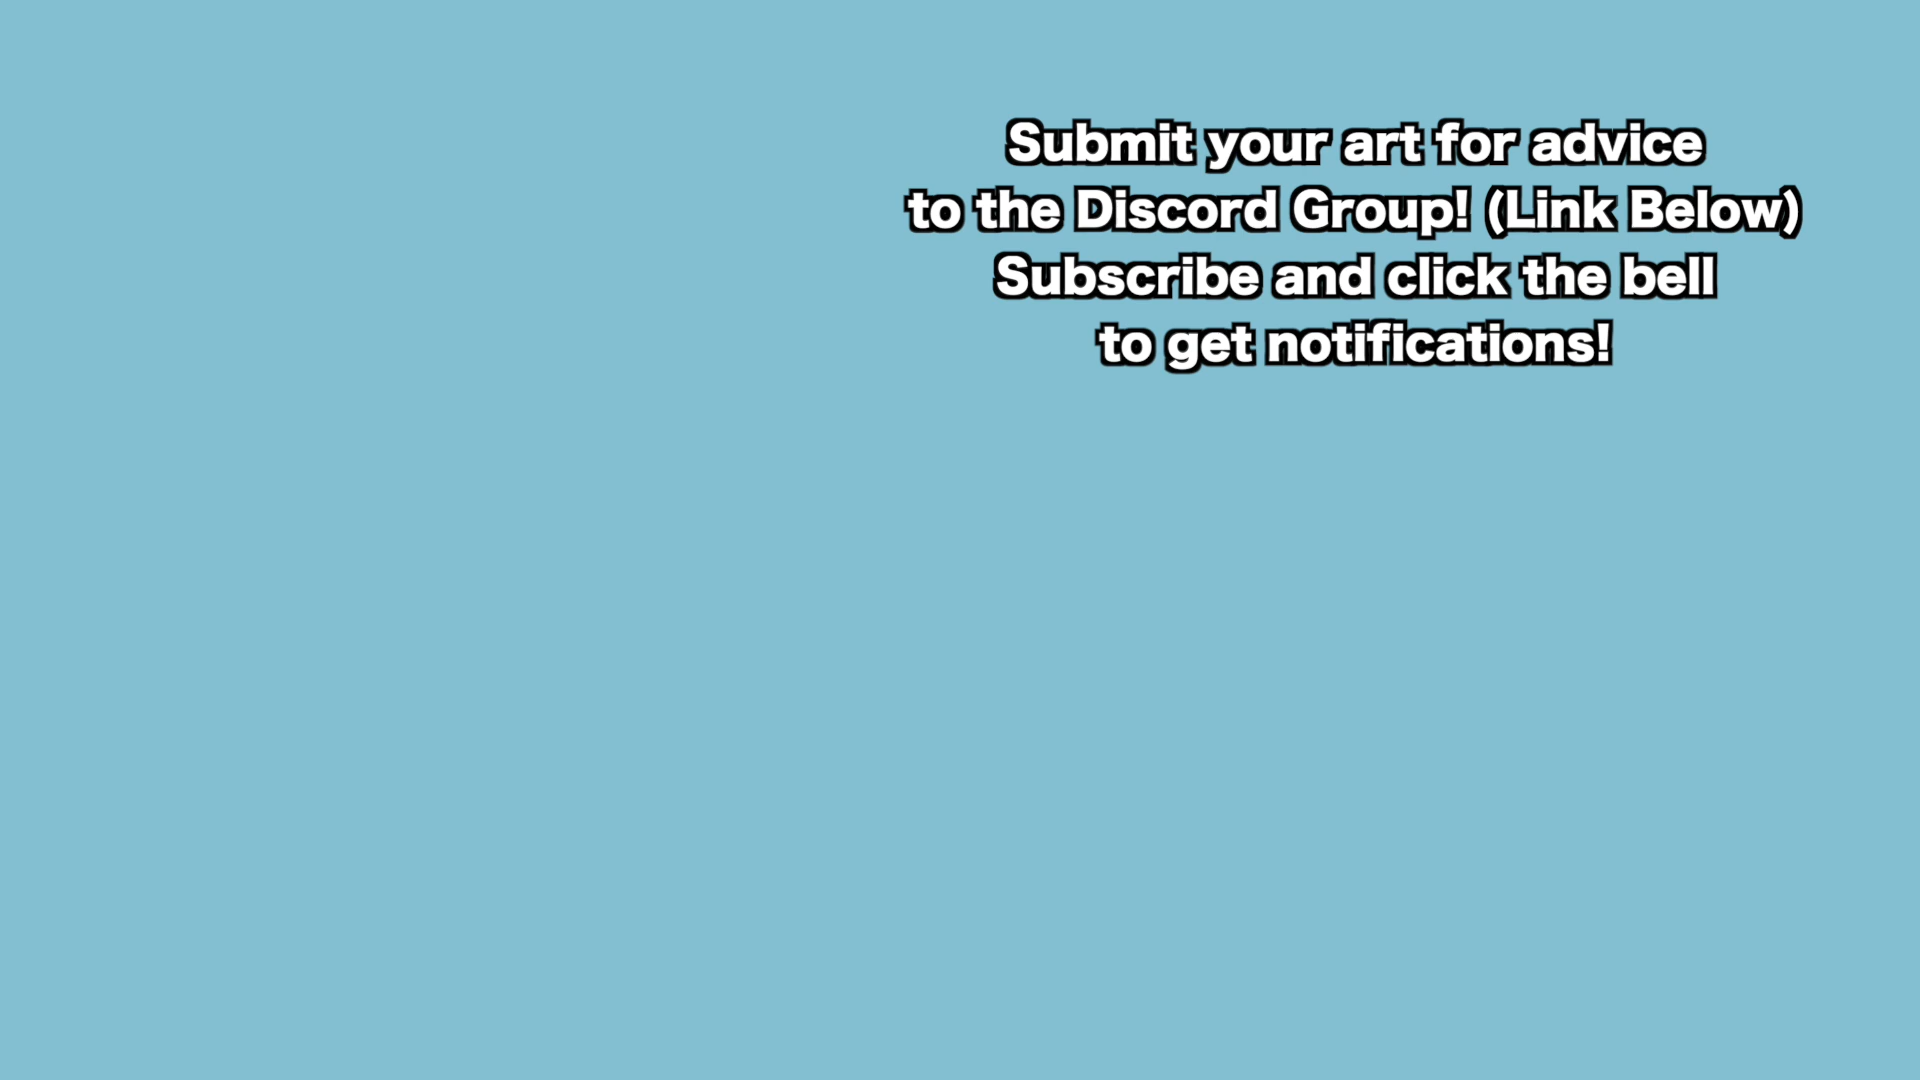 Submit your art for advice
to the Discord Group! (Link Below)
Subscribe and click the bell
to get notifications!